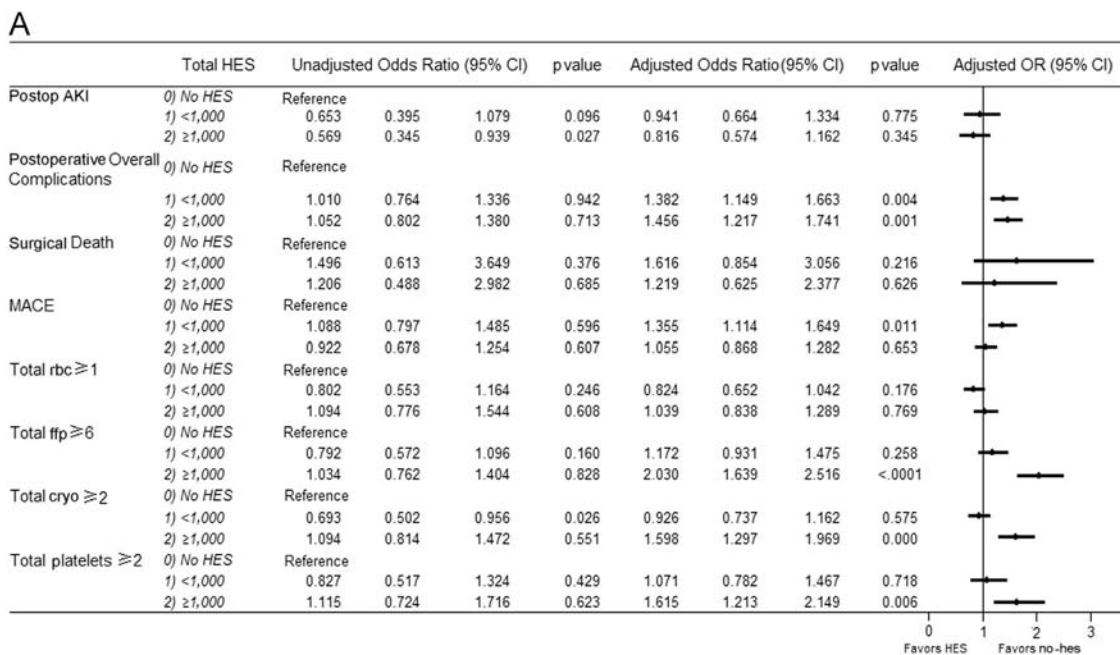 A
Total HES Unadjusted Odds Ratio (95% CI) p value Adjusted Odds Ratio(95% CI) p value Adjusted OR (95% CI)
Postop AKI 0) No HES Reference
1) <1,000 0.653 0.395 1.079 0.096 0.941 0.664 1.334 0.775
2) ≥1,000 0.569 0.345 0.939 0.027 0.816 0.574 1.162 0.345
Postoperative Overall 0) No HES Reference
Complications
1) <1,000 1.010 0.764 1.336 0.942 1.382 1.149 1.663 0.004
2) ≥1,000 1.052 0.802 1.380 0.713 1.456 1.217 1.741 0.001
Surgical Death 0) No HES Reference
1) <1,000 1.496 0.613 3.649 0.376 1.616 0.854 3.056 0.216
2) ≥1,000 1.206 0.488 2.982 0.685 1.219 0.625 2.377 0.626
MACE 0) No HES Reference
1) <1,000 1.088 0.797 1.485 0.596 1.355 1.114 1.649 0.011
2) ≥1,000 0.922 0.678 1.254 0.607 1.055 0.868 1.282 0.653
Total rbc ≥1 0) No HES Reference
1) <1,000 0.802 0.553 1.164 0.246 0.824 0.652 1.042 0.176
2) ≥1,000 1.094 0.776 1.544 0.608 1.039 0.838 1.289 0.769
Total ffp ≥6 0) No HES Reference
1) <1,000 0.792 0.572 1.096 0.160 1.172 0.931 1.475 0.258
2) ≥1,000 1.034 0.762 1.404 0.828 2.030 1.639 2.516 <.0001
Total cryo ≥2 0) No HES Reference
1) <1,000 0.693 0.502 0.956 0.026 0.926 0.737 1.162 0.575
2) ≥1,000 1.094 0.814 1.472 0.551 1.598 1.297 1.969 0.000
Total platelets ≥2 0) No HES Reference
1) <1,000 0.827 0.517 1.324 0.429 1.071 0.782 1.467 0.718
2) ≥1,000 1.115 0.724 1.716 0.623 1.615 1.213 2.149 0.006
0 1 2 3
Favors HES Favors no-hes